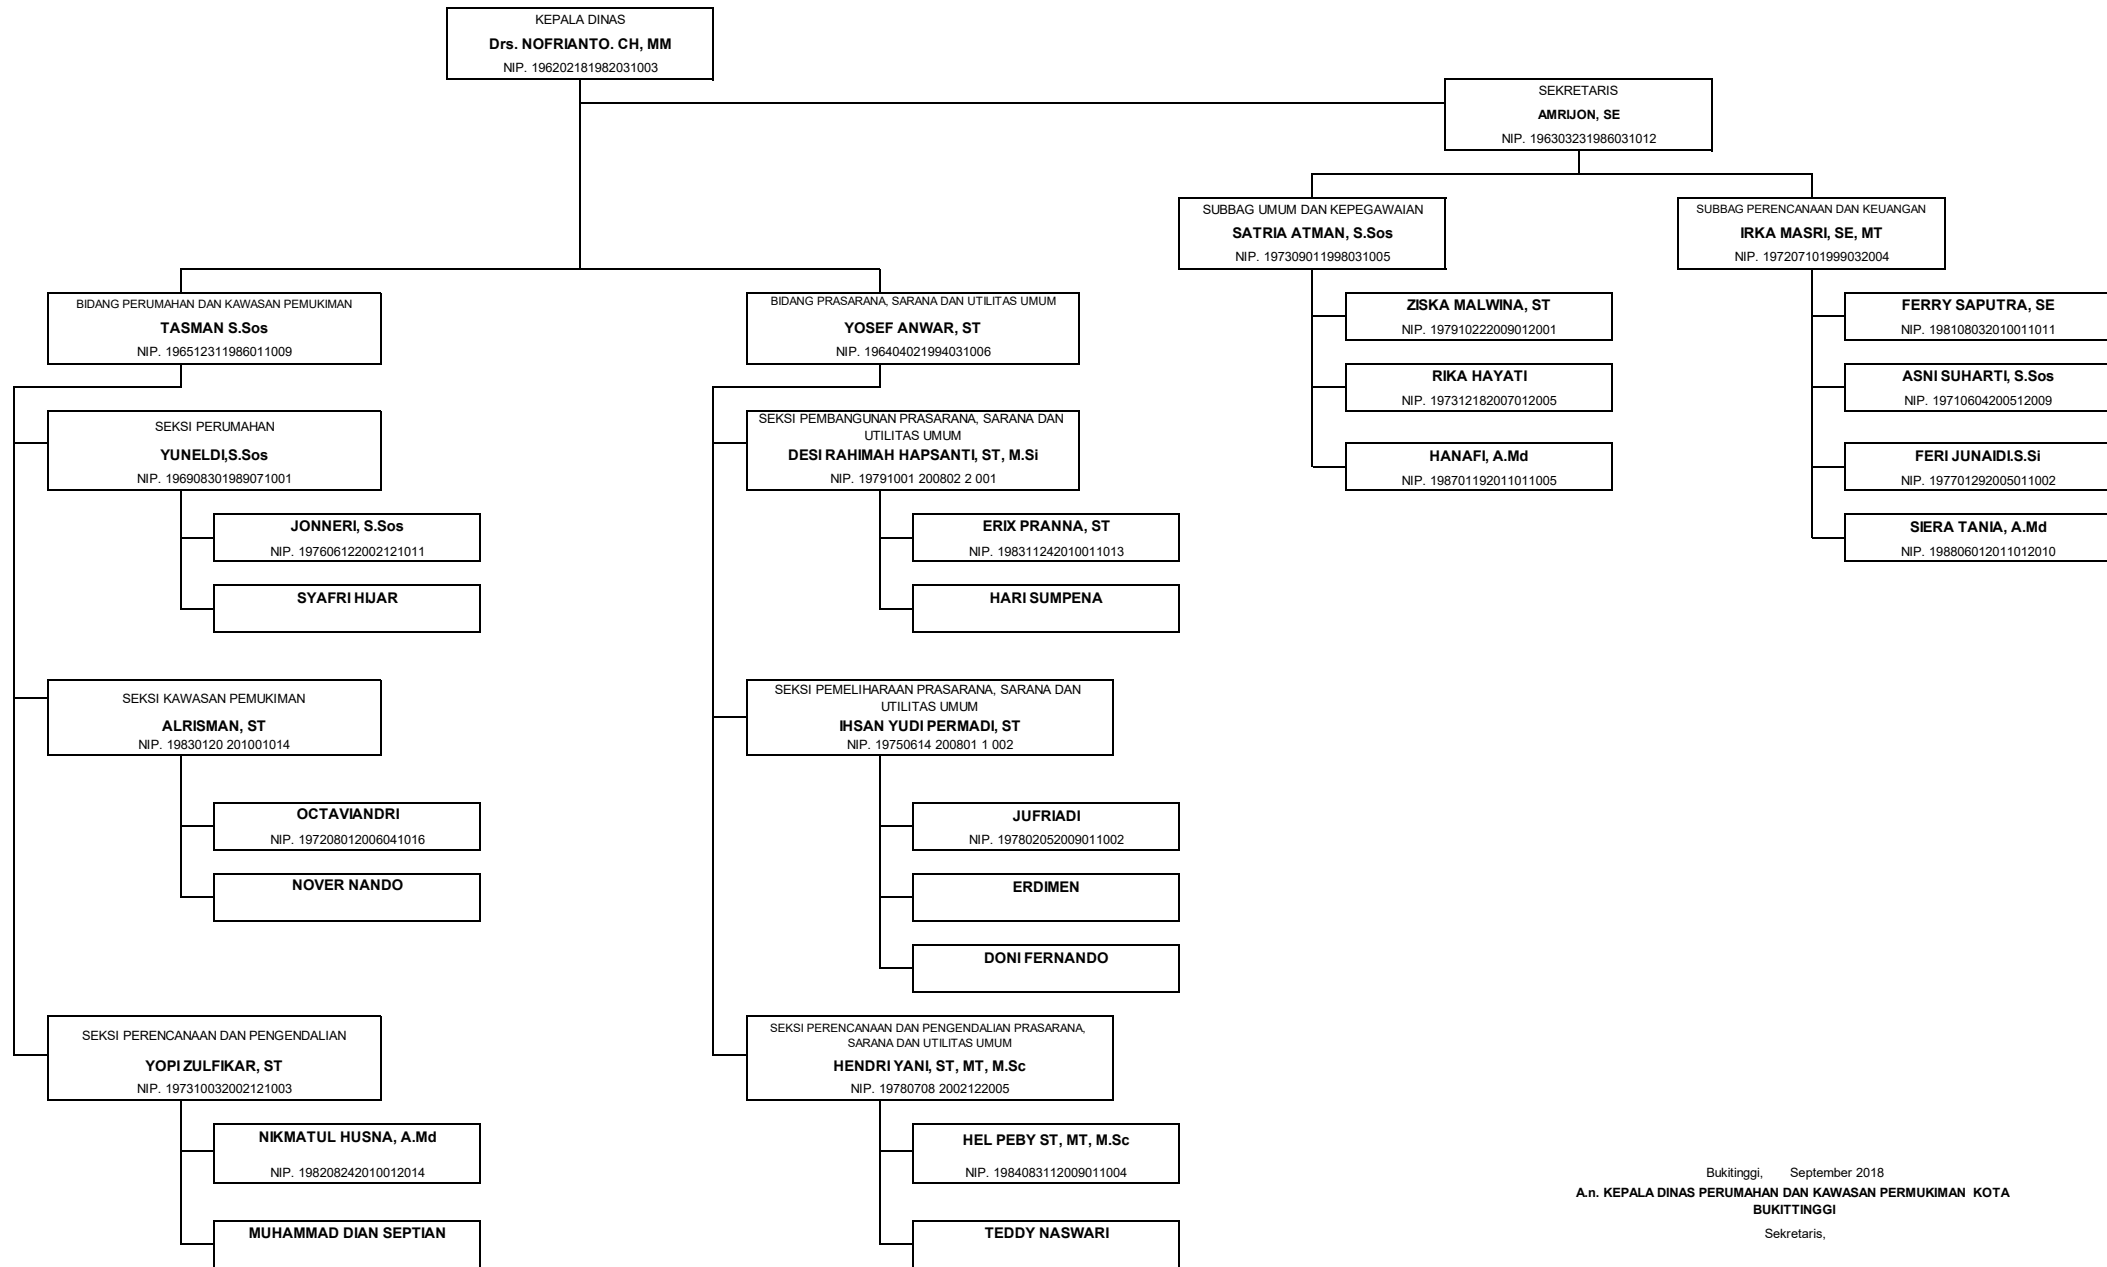 KEPALA DINAS
Drs. NOFRIANTO. CH, MM
NIP. 196202181982031003
SEKRETARIS
AMRIJON, SE
NIP. 196303231986031012
SUBBAG UMUM DAN KEPEGAWAIAN
SATRIA ATMAN, S.Sos
NIP. 197309011998031005
SUBBAG PERENCANAAN DAN KEUANGAN
IRKA MASRI, SE, MT
NIP. 197207101999032004
ZISKA MALWINA, ST
NIP. 197910222009012001
RIKA HAYATI
NIP. 197312182007012005
HANAFI, A.Md
NIP. 198701192011011005
FERRY SAPUTRA, SE
NIP. 198108032010011011
ASNI SUHARTI, S.Sos
NIP. 19710604200512009
FERI JUNAIDI.S.Si
NIP. 197701292005011002
SIERA TANIA, A.Md
NIP. 198806012011012010
BIDANG PERUMAHAN DAN KAWASAN PEMUKIMAN
TASMAN S.Sos
NIP. 196512311986011009
SEKSI PERUMAHAN
YUNELDI,S.Sos
NIP. 196908301989071001
JONNERI, S.Sos
NIP. 197606122002121011
SYAFRI HIJAR
SEKSI KAWASAN PEMUKIMAN
ALRISMAN, ST
NIP. 19830120 201001014
OCTAVIANDRI
NIP. 197208012006041016
NOVER NANDO
SEKSI PERENCANAAN DAN PENGENDALIAN
YOPI ZULFIKAR, ST
NIP. 197310032002121003
NIKMATUL HUSNA, A.Md
NIP. 198208242010012014
MUHAMMAD DIAN SEPTIAN
BIDANG PRASARANA, SARANA DAN UTILITAS UMUM
YOSEF ANWAR, ST
NIP. 196404021994031006
SEKSI PEMBANGUNAN PRASARANA, SARANA DAN
UTILITAS UMUM
DESI RAHIMAH HAPSANTI, ST, M.Si
NIP. 19791001 200802 2 001
ERIX PRANNA, ST
NIP. 198311242010011013
HARI SUMPENA
SEKSI PEMELIHARAAN PRASARANA, SARANA DAN
UTILITAS UMUM
IHSAN YUDI PERMADI, ST
NIP. 19750614 200801 1 002
JUFRIADI
NIP. 197802052009011002
ERDIMEN
DONI FERNANDO
SEKSI PERENCANAAN DAN PENGENDALIAN PRASARANA,
SARANA DAN UTILITAS UMUM
HENDRI YANI, ST, MT, M.Sc
NIP. 19780708 2002122005
HEL PEBY ST, MT, M.Sc
NIP. 1984083112009011004
TEDDY NASWARI
Bukitinggi, September 2018
A.n. KEPALA DINAS PERUMAHAN DAN KAWASAN PERMUKIMAN KOTA
BUKITTINGGI
Sekretaris,